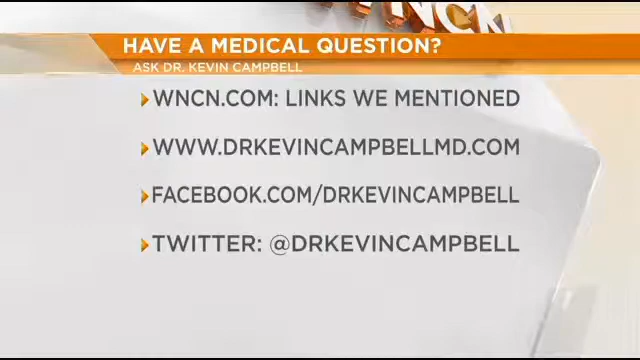 WNCN
HAVE A MEDICAL QUESTION?
ASK DR. KEVIN CAMPBELL
WNCN.COM: LINKS WE MENTIONED
WWW.DRKEVINCAMPBELLMD.COM
FACEBOOK.COM/DRKEVINCAMPBELL
TWITTER: @DRKEVINCAMPBELL